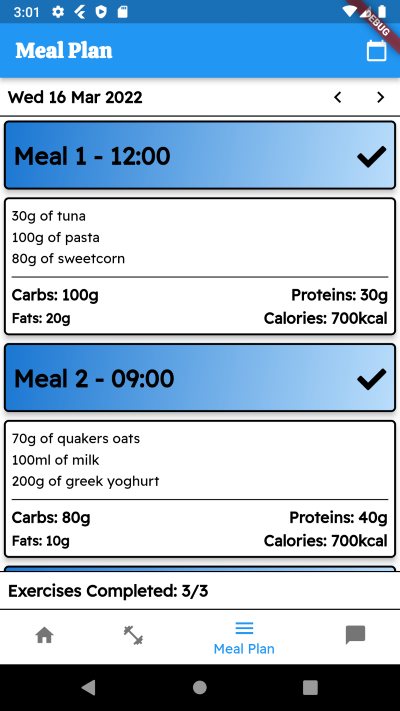 3:01
DEBUG
Meal Plan
Wed 16 Mar 2022
Meal 1 - 12:00
30g of tuna
100g of pasta
80g of sweetcorn
Carbs: 100g
Proteins: 30g
Fats: 20g
Calories: 700kcal
Meal 2 - 09:00
70g of quakers oats
100ml of milk
200g of greek yoghurt
Carbs: 80g
Proteins: 40g
Fats: 10g
Calories: 700kcal
Exercises Completed: 3/3
Meal Plan